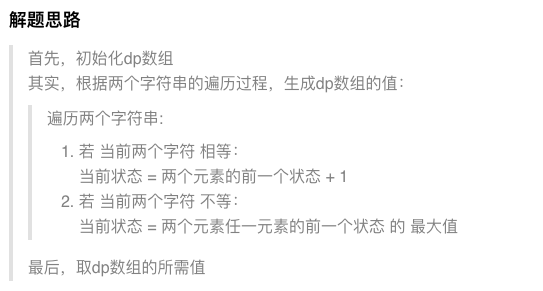 解题思路
首先，初始化dp数组
其实，根据两个字符串的遍历过程，生成dp数组的值：
遍历两个字符串:
1. 若 当前两个字符 相等：
当前状态 = 两个元素的前一个状态 + 1
2. 若 当前两个字符 不等：
当前状态 = 两个元素任一元素的前一个状态 的 最大值
最后，取dp数组的所需值